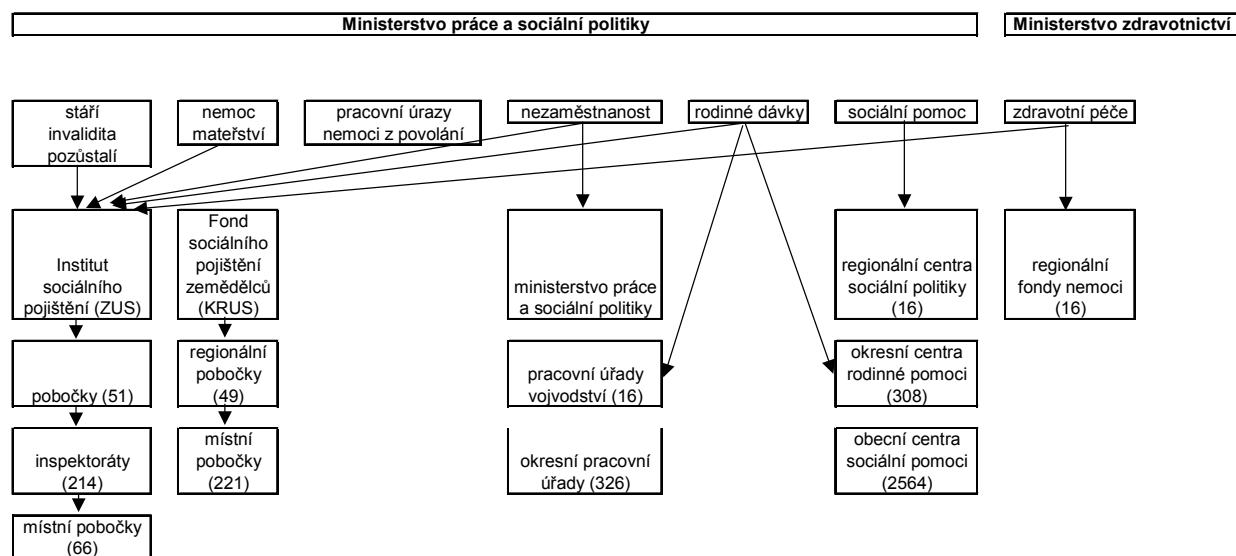 Ministerstvo práce a sociální politiky
Ministerstvo zdravotnictví
stáří
invalidita
pozůstalí
nemoc
mateřství
pracovní úrazy
nemoci z povolání
nezaměstnanost
rodinné dávky
sociální pomoc
zdravotní péče
Institut
sociálního
pojištění (ZUS)
Fond
sociálního
pojištění
zemědělců
(KRUS)
ministerstvo práce
a sociální politiky
regionální centra
sociální politiky
(16)
regionální
fondy nemoci
(16)
pobočky (51)
regionální
pobočky
(49)
pracovní úřady
vojvodství (16)
okresní centra
rodinné pomoci
(308)
inspektoráty
(214)
místní
pobočky
(221)
okresní pracovní
úřady (326)
obecní centra
sociální pomoci
(2564)
místní pobočky
(66)